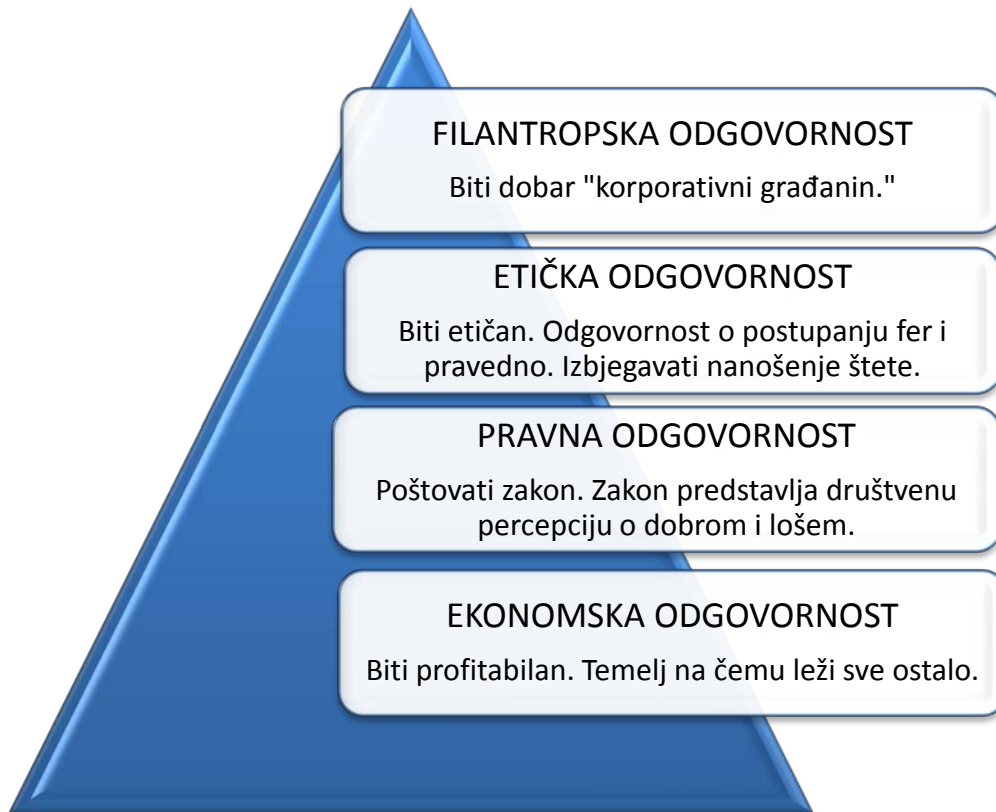 FILANTROPSKA ODGOVORNOST
Biti dobar "korporativni građanin."
ETIČKA ODGOVORNOST
Biti etičan. Odgovornost o postupanju fer i
pravedno. Izbjegavati nanošenje štete.
PRAVNA ODGOVORNOST
Poštovati zakon. Zakon predstavlja društvenu
percepciju o dobrom i lošem.
EKONOMSKA ODGOVORNOST
Biti profitabilan. Temelj na čemu leži sve ostalo.